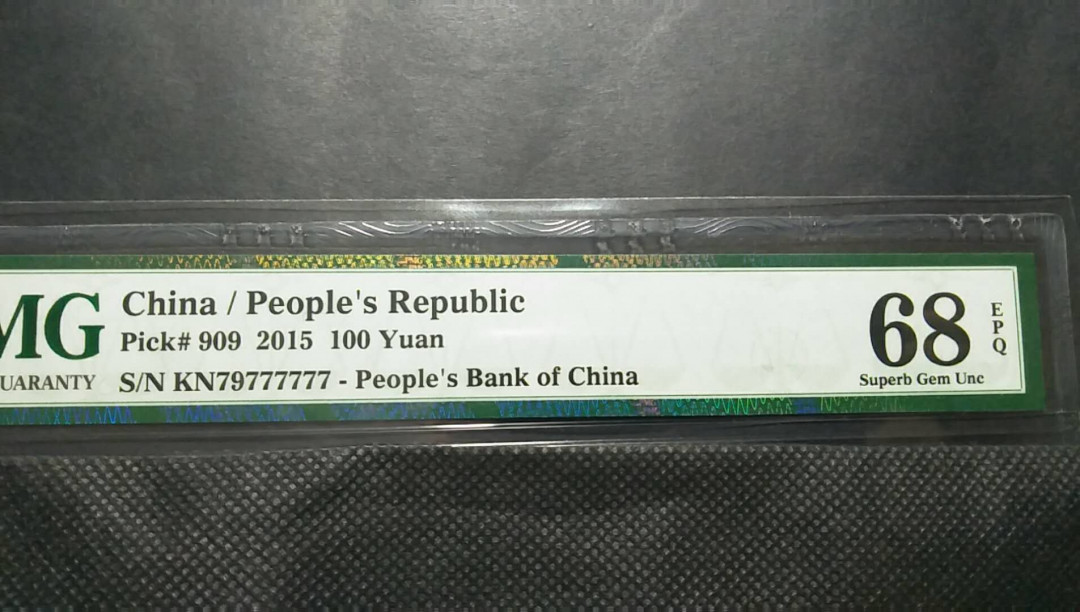 MG
UARANTY
China / People's Republic
Pick# 909 2015 100 Yuan
S/N KN79777777 - People's Bank of China
68
EPQ
Superb Gem Unc